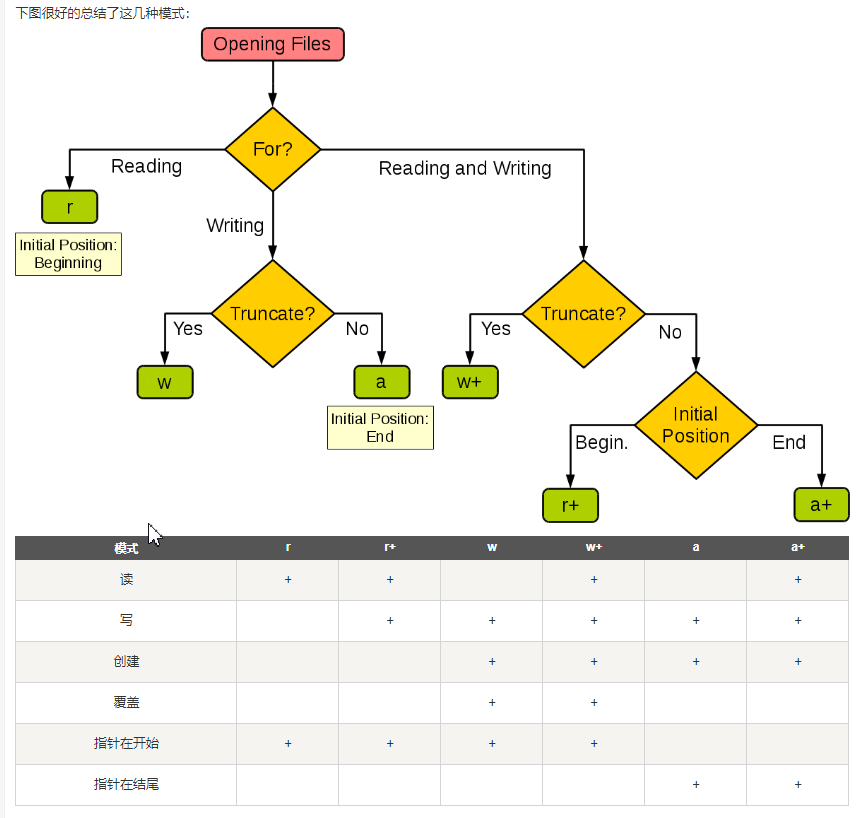 下图很好的总结了这几种模式：
Opening Files
For?
Reading
Reading and Writing
r
Writing
Initial Position:
Beginning
Truncate?
Truncate?
Yes
No
Yes
No
w
a
w+
Initial Position:
End
Initial
Position
Begin.
End
r+
a+
模式 r r+ w w+ a a+
读 + + + +
写 + + + + +
创建 + + + +
覆盖 + +
指针在开始 + + + +
指针在结尾 + +